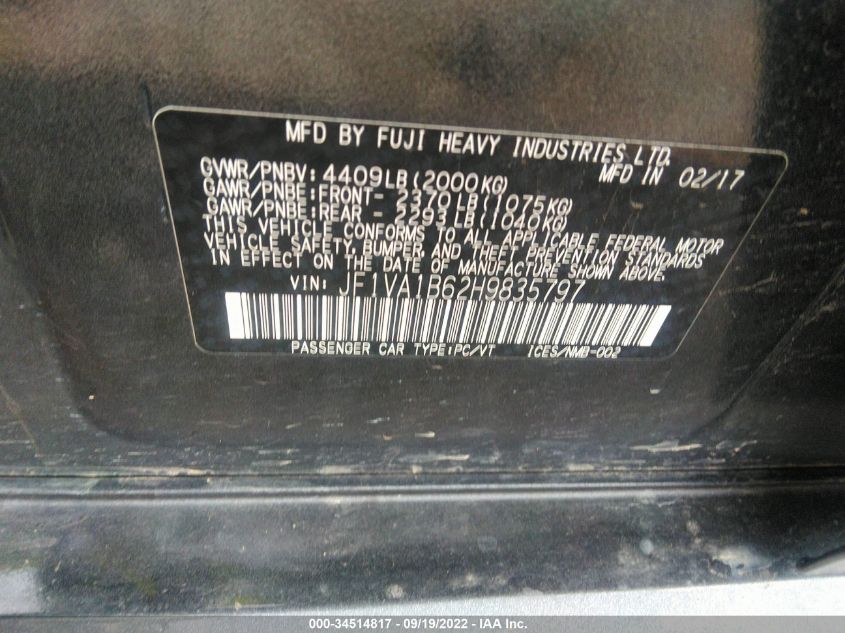 MFD BY FUJI HEAVY INDUSTRIES LTD.
MFD IN 02/17
GVWR/PNBV: 4409LB(2000KG)
GAWR/PNBE:FRONT- 2370LB(1075KG)
GAWR/PNBE:REAR - 2293LB(1040KG)
THIS VEHICLE CONFORMS TO ALL APPLICABLE FEDERAL MOTOR
VEHICLE SAFETY, BUMPER, AND THEFT PREVENTION STANDARDS
IN EFFECT ON THE DATE OF MANUFACTURE SHOWN ABOVE.
VIN: JF1VA1B62H9835797
PASSENGER CAR TYPE:PC/VT ICES/NMB-002
000-34514817 - 09/19/2022 - IAA Inc.